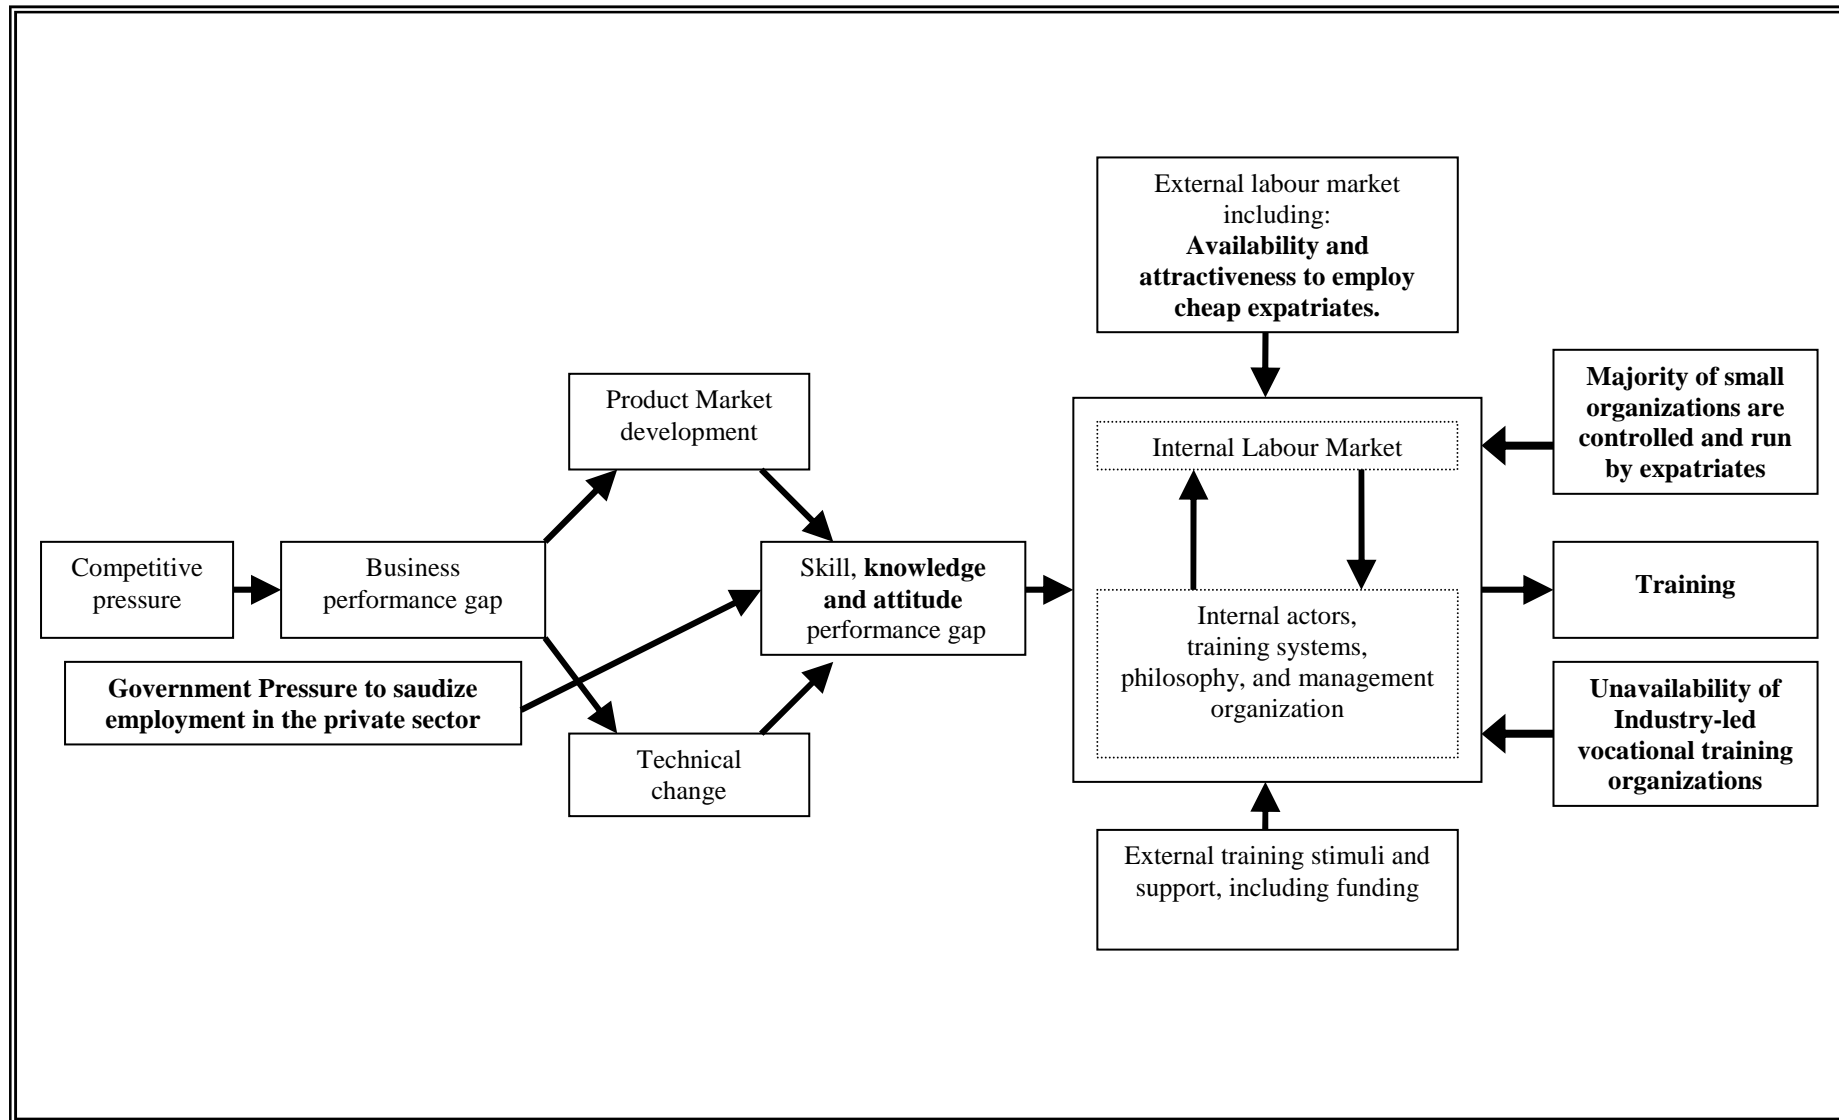 External labour market
including:
Availability and
attractiveness to employ
cheap expatriates.
Majority of small
organizations are
controlled and run
by expatriates
Product Market
development
Internal Labour Market
Competitive
pressure
Business
performance gap
Skill, knowledge
and attitude
performance gap
Training
Internal actors,
training systems,
philosophy, and management
organization
Government Pressure to saudize
employment in the private sector
Unavailability of
Industry-led
vocational training
organizations
Technical
change
External training stimuli and
support, including funding